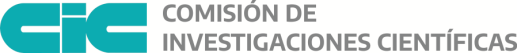 CIC COMISIÓN DE
INVESTIGACIONES CIENTÍFICAS